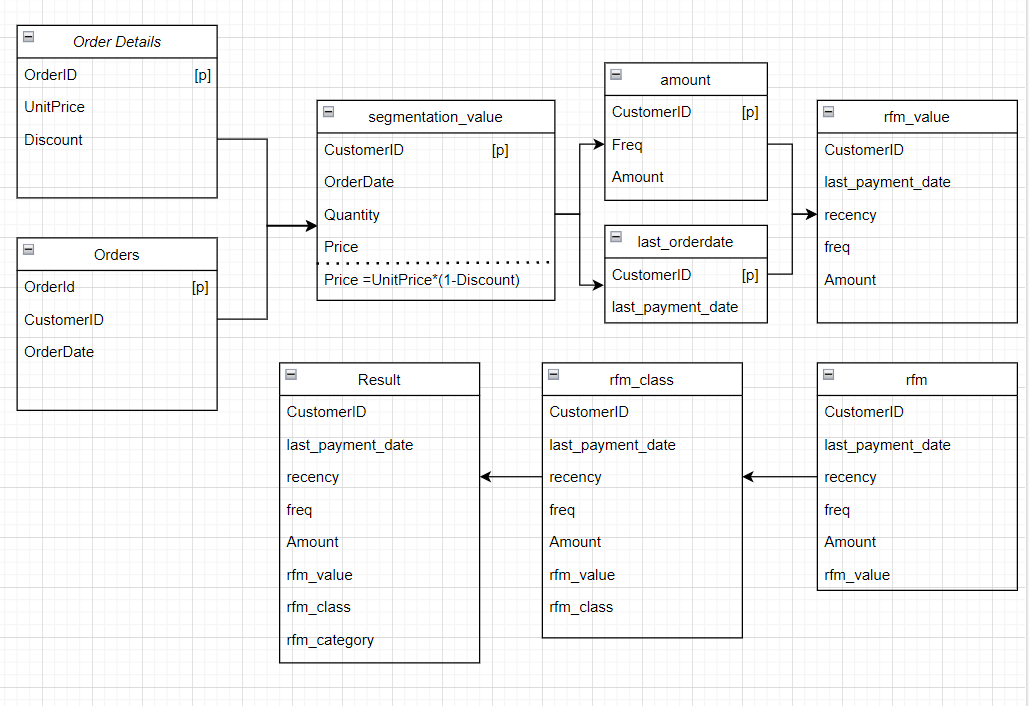 Order Details
OrderID [p]
UnitPrice
Discount
Orders
OrderId [p]
CustomerID
OrderDate
segmentation_value
CustomerID [p]
OrderDate
Quantity
Price
Price =UnitPrice*(1-Discount)
amount
CustomerID [p]
Freq
Amount
last_orderdate
CustomerID [p]
last_payment_date
rfm_value
CustomerID
last_payment_date
recency
freq
Amount
rfm
CustomerID
last_payment_date
recency
freq
Amount
rfm_value
rfm_class
CustomerID
last_payment_date
recency
freq
Amount
rfm_value
rfm_class
Result
CustomerID
last_payment_date
recency
freq
Amount
rfm_value
rfm_class
rfm_category